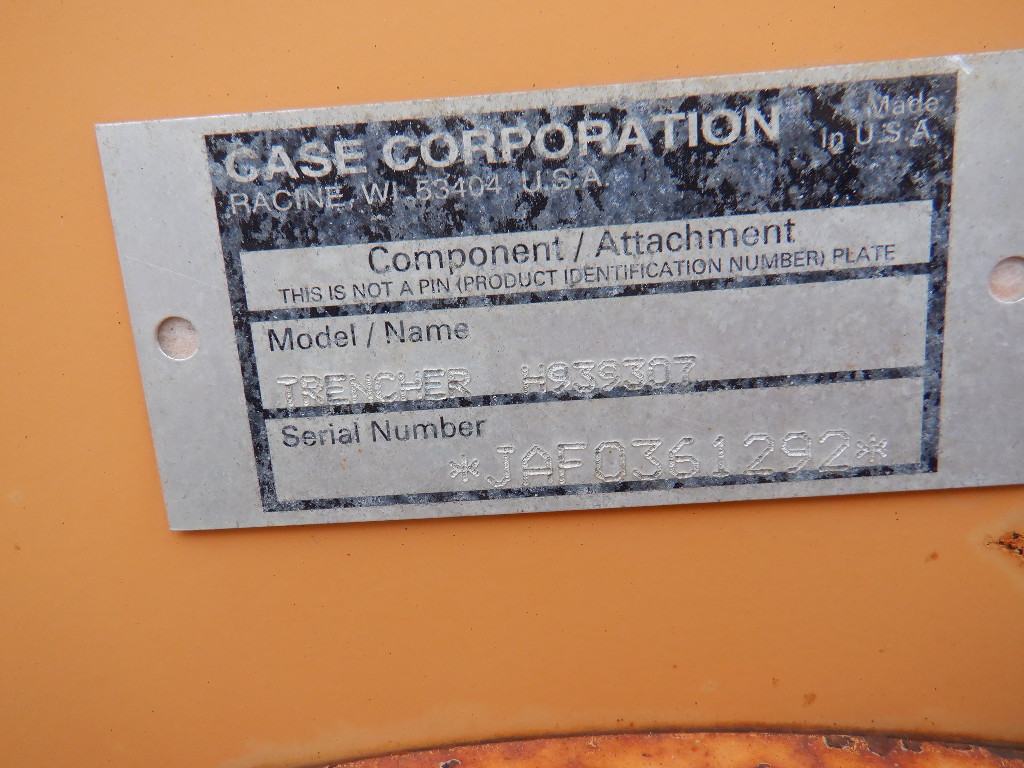 CASE CORPORATION
Made
In U.S.A.
RACINE, WI 53404 U.S.A.
Component / Attachment
THIS IS NOT A PIN (PRODUCT IDENTIFICATION NUMBER) PLATE
Model / Name
TRENCHER H939307
Serial Number
*JAF0361292*